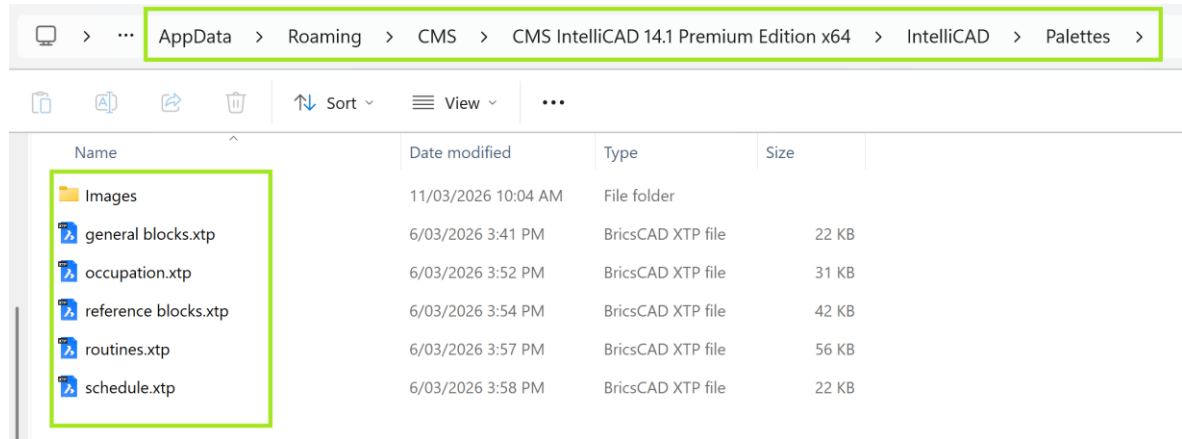 > ... AppData > Roaming > CMS > CMS IntelliCAD 14.1 Premium Edition x64 > IntelliCAD > Palettes >
Sort View ...
Name Date modified Type Size
Images 11/03/2026 10:04 AM File folder
general blocks.xtp 6/03/2026 3:41 PM BricsCAD XTP file 22 KB
occupation.xtp 6/03/2026 3:52 PM BricsCAD XTP file 31 KB
reference blocks.xtp 6/03/2026 3:54 PM BricsCAD XTP file 42 KB
routines.xtp 6/03/2026 3:57 PM BricsCAD XTP file 56 KB
schedule.xtp 6/03/2026 3:58 PM BricsCAD XTP file 22 KB